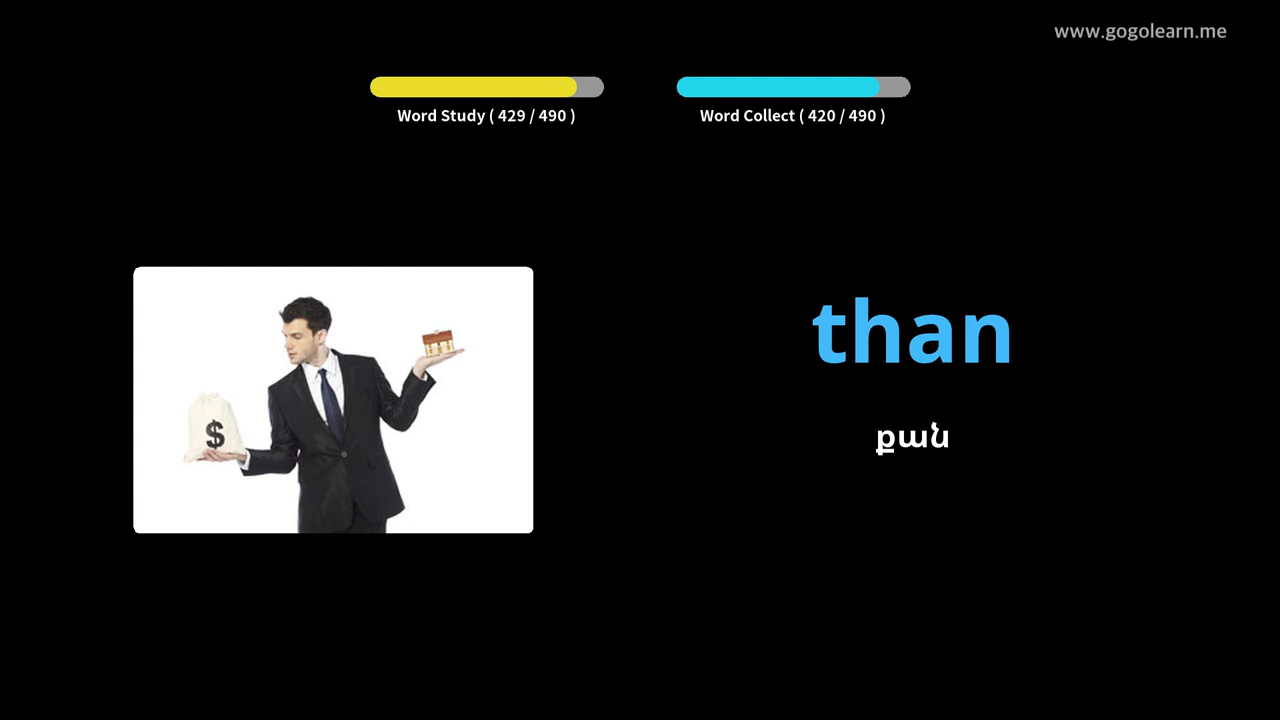 www.gogolearn.me
Word Study ( 429 / 490 )
Word Collect ( 420 / 490 )
$
than
քան